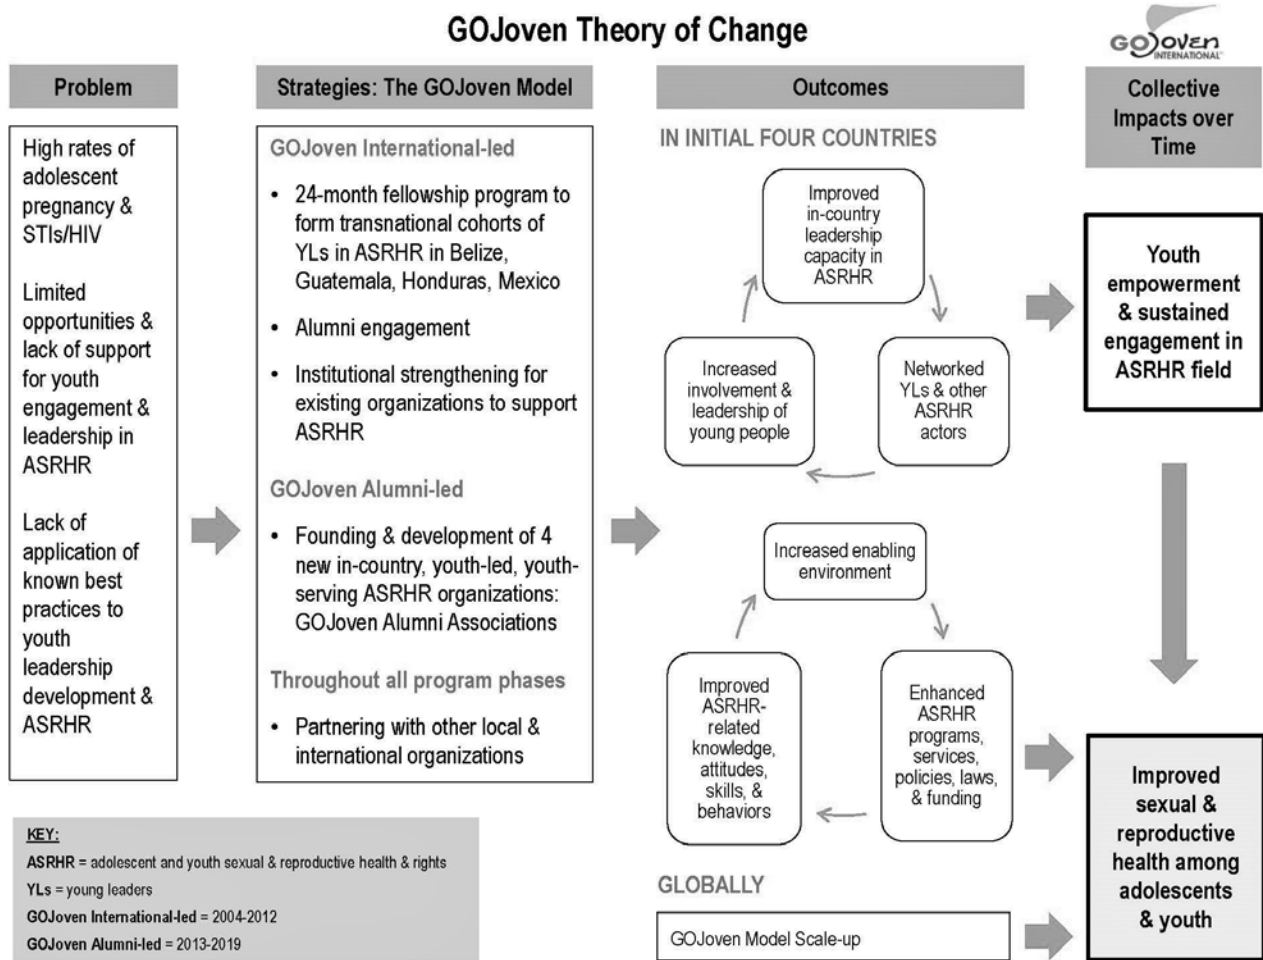 GOJoven Theory of Change
GOJoven
INTERNATIONAL™
Problem
High rates of
adolescent
pregnancy &
STIs/HIV
Limited
opportunities &
lack of support
for youth
engagement &
leadership in
ASRHR
Lack of
application of
known best
practices to
youth
leadership
development &
ASRHR
Strategies: The GOJoven Model
GOJoven International-led
• 24-month fellowship program to
form transnational cohorts of
YLs in ASRHR in Belize,
Guatemala, Honduras, Mexico
• Alumni engagement
• Institutional strengthening for
existing organizations to support
ASRHR
GOJoven Alumni-led
• Founding & development of 4
new in-country, youth-led, youth-
serving ASRHR organizations:
GOJoven Alumni Associations
Throughout all program phases
• Partnering with other local &
international organizations
Outcomes
IN INITIAL FOUR COUNTRIES
Improved
in-country
leadership
capacity in
ASRHR
Increased
involvement &
leadership of
young people
Networked
YLs & other
ASRHR
actors
Increased enabling
environment
Improved
ASRHR-
related
knowledge,
attitudes,
skills, &
behaviors
Enhanced
ASRHR
programs,
services,
policies, laws,
& funding
GLOBALLY
GOJoven Model Scale-up
Collective
Impacts over
Time
Youth
empowerment
& sustained
engagement in
ASRHR field
Improved
sexual &
reproductive
health among
adolescents
& youth
KEY:
ASRHR = adolescent and youth sexual & reproductive health & rights
YLs = young leaders
GOJoven International-led = 2004-2012
GOJoven Alumni-led = 2013-2019